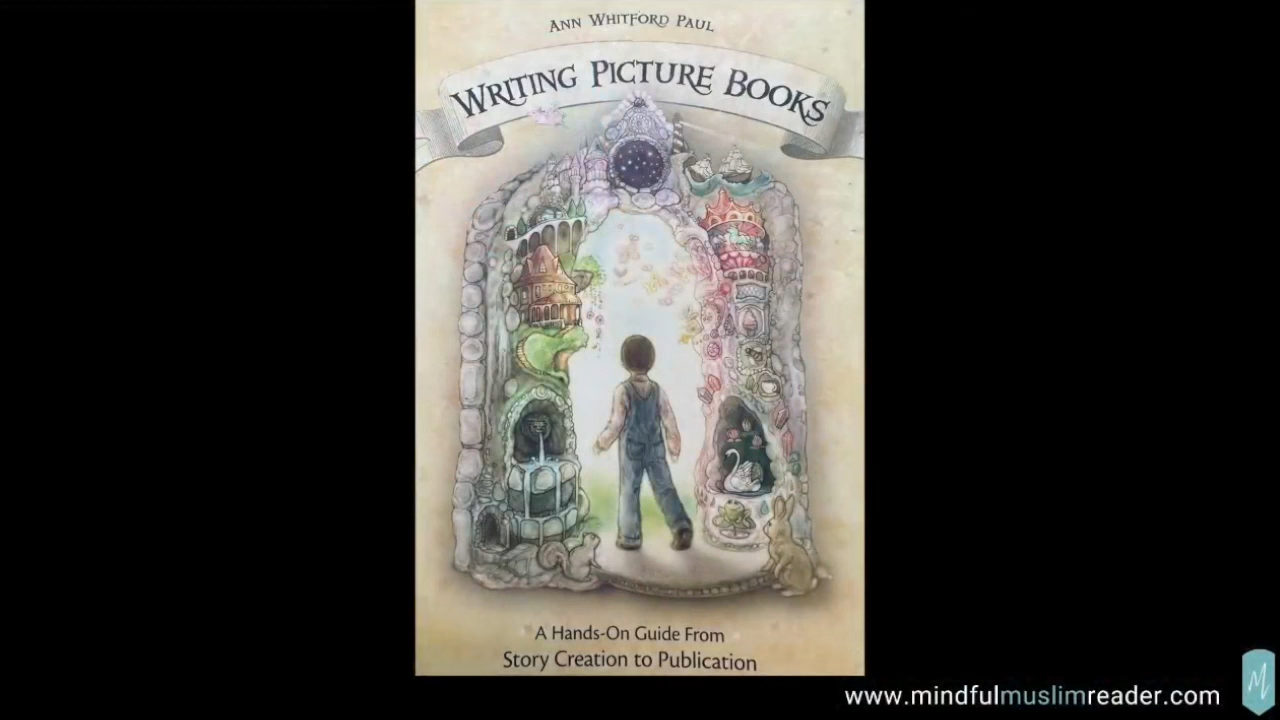 Ann Whitford Paul
Writing Picture Books
A Hands-On Guide From
Story Creation to Publication
www.mindfulmuslimreader.com
M